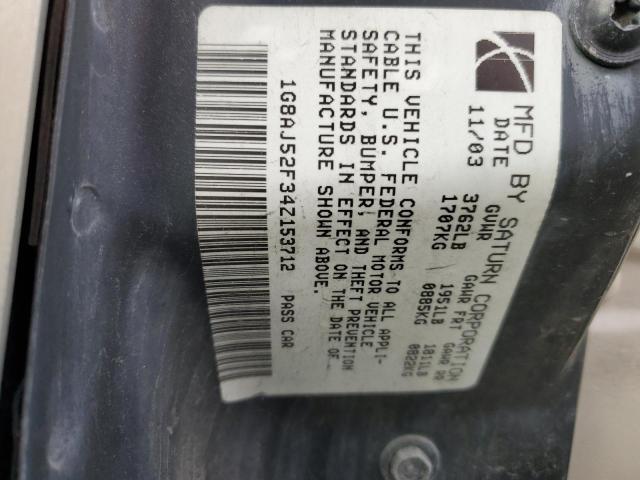 MFD BY SATURN CORPORATION
DATE GVWR GAWR FRT GAWR RR
11/03 3762LB 1951LB 1811LB
1707KG 0885KG 0822KG
THIS VEHICLE CONFORMS TO ALL APPLI-
CABLE U.S. FEDERAL MOTOR VEHICLE
SAFETY, BUMPER, AND THEFT PREVENTION
STANDARDS IN EFFECT ON THE DATE OF
MANUFACTURE SHOWN ABOVE.
1G8AJ52F34Z153712 PASS CAR